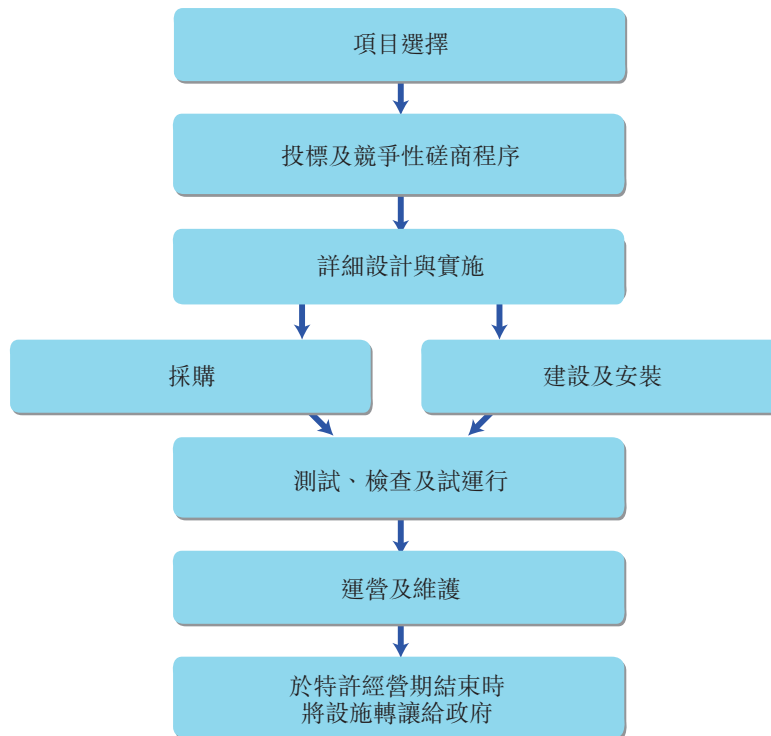 項目選擇
投標及競爭性磋商程序
詳細設計與實施
採購
建設及安裝
測試、檢查及試運行
運營及維護
於特許經營期結束時
將設施轉讓給政府